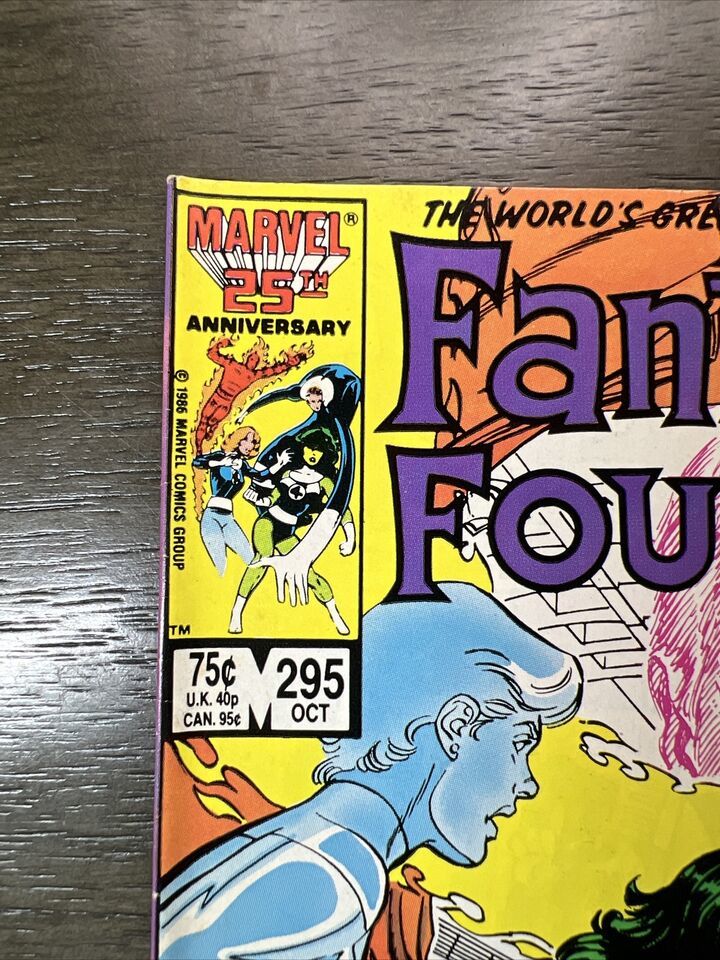 MARVEL®
25TH
ANNIVERSARY
© 1986 MARVEL COMICS GROUP
TM
75¢
U.K. 40p
CAN. 95¢
295
OCT
THE WORLD'S GRE
Fan
FOU